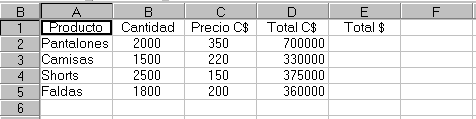 B A B C D E F
1 Producto Cantidad Precio C$ Total C$ Total $
2 Pantalones 2000 350 700000
3 Camisas 1500 220 330000
4 Shorts 2500 150 375000
5 Faldas 1800 200 360000
6